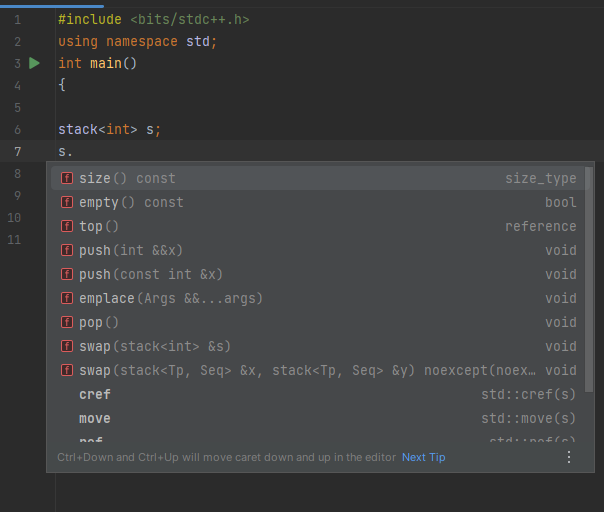 1 #include <bits/stdc++.h>
2 using namespace std;
3 int main()
4 {
5
6 stack<int> s;
7 s.
8 size() const size_type
9 empty() const bool
10 top() reference
11 push(int &&x) void
push(const int &x) void
emplace(Args &&...args) void
pop() void
swap(stack<int> &s) void
swap(stack<Tp, Seq> &x, stack<Tp, Seq> &y) noexcept(noex… void
cref std::cref(s)
move std::move(s)
ref std::ref(s)
Ctrl+Down and Ctrl+Up will move caret down and up in the editor Next Tip